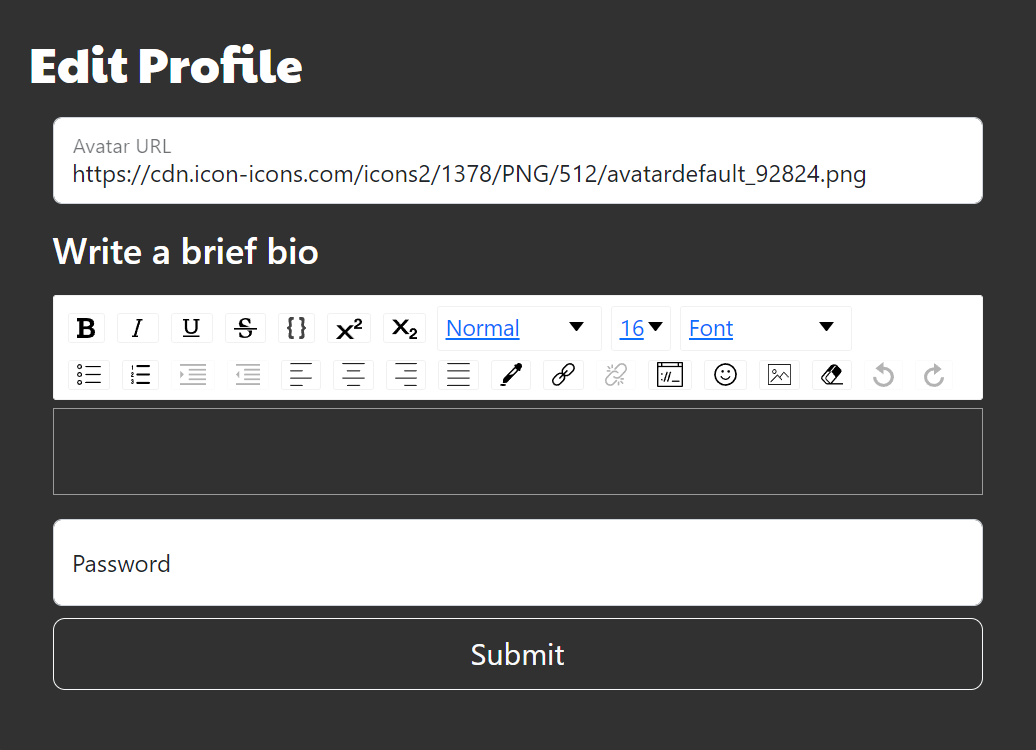 Edit Profile
Avatar URL
https://cdn.icon-icons.com/icons2/1378/PNG/512/avatardefault_92824.png
Write a brief bio
B I U S {} x² x₂ Normal 16 Font
Password
Submit